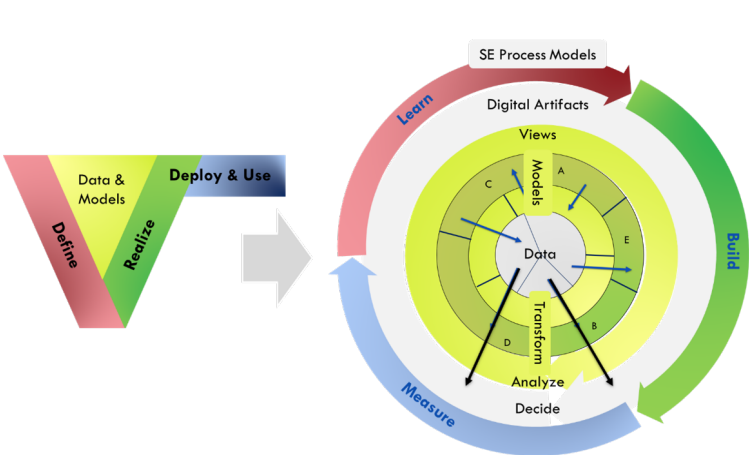 SE Process Models
Learn
Digital Artifacts
Views
Models
A
C
E
Data
B
D
Transform
Analyze
Decide
Measure
Build
Data &
Models
Deploy & Use
Define
Realize